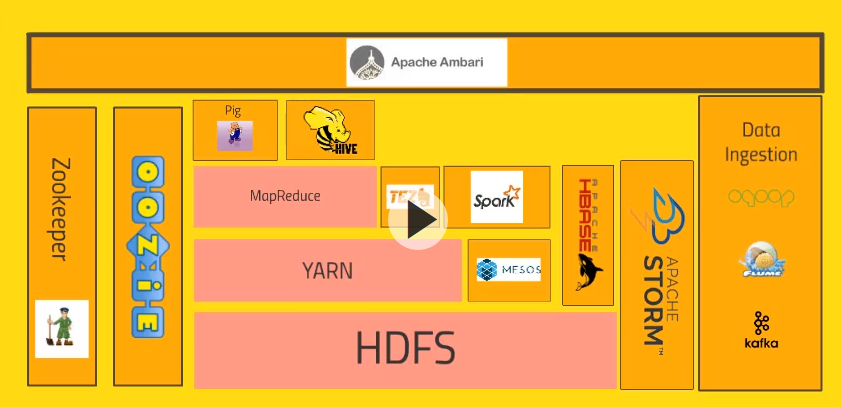 Apache Ambari
Zookeeper
OOZIE
Pig
HIVE
MapReduce
TEZ
Spark
YARN
MESOS
HDFS
APACHE
HBASE
APACHE
STORM™
Data
Ingestion
sqoop
FLUME
kafka